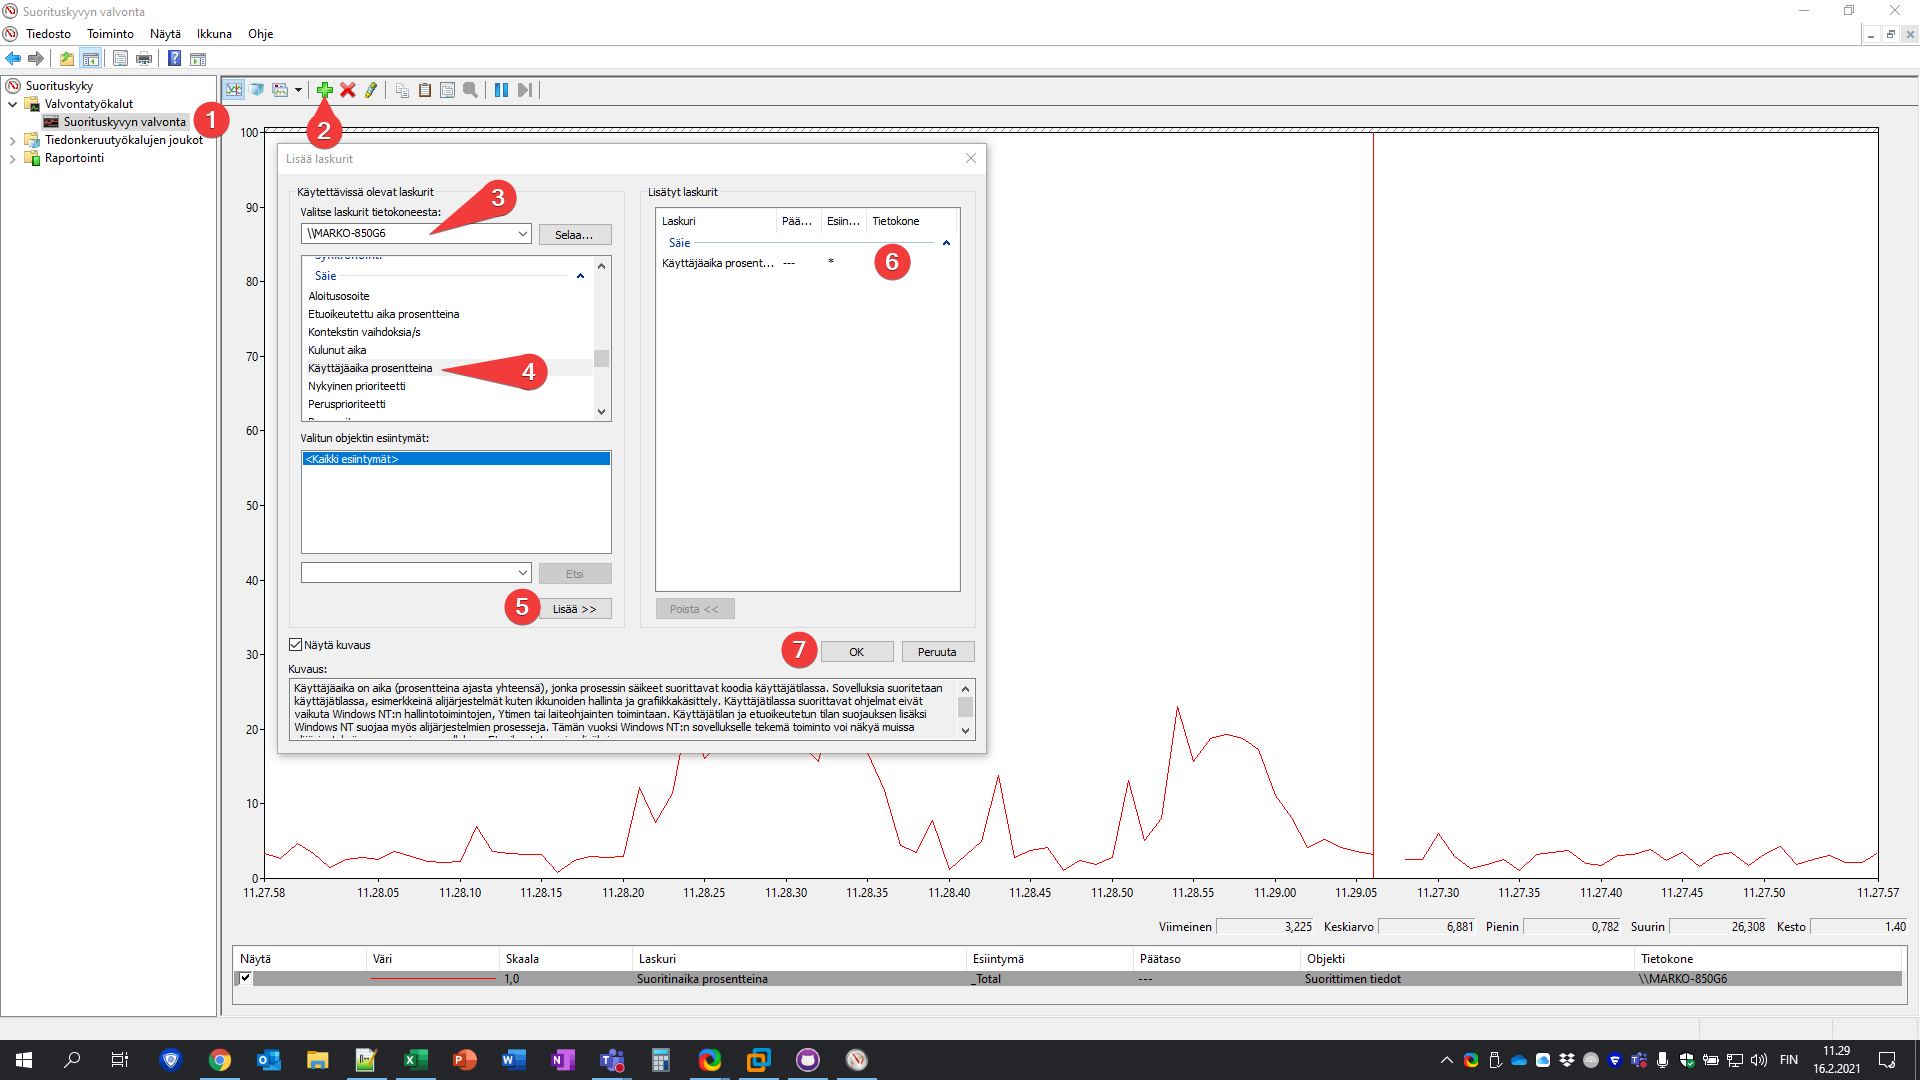 Suorituskyvyn valvonta
Tiedosto Toiminto Näytä Ikkuna Ohje
Suorituskyky
Valvontatyökalut
Suorituskyvyn valvonta
Tiedonkeruutyökalujen joukot
Raportointi
1
2
Lisää laskurit
Käytettävissä olevat laskurit
3
Valitse laskurit tietokoneesta:
\\MARKO-850G6
Selaa...
Säie
Aloitusosoite
Etuoikeutettu aika prosentteina
Kontekstin vaihdoksia/s
Kulunut aika
Käyttäjäaika prosentteina
4
Nykyinen prioriteetti
Perusprioriteetti
Valitun objektin esiintymät:
<Kaikki esiintymät>
Etsi
5
Lisää >>
Lisätyt laskurit
Laskuri Pää... Esiin... Tietokone
Säie
Käyttäjäaika prosent... --- *
6
Poista <<
Näytä kuvaus
7
OK
Peruuta
Kuvaus:
Käyttäjäaika on aika (prosentteina ajasta yhteensä), jonka prosessin säikeet suorittavat koodia käyttäjätilassa. Sovelluksia suoritetaan
käyttäjätilassa, esimerkkeinä alijärjestelmät kuten ikkunoiden hallinta ja grafiikkakäsittely. Käyttäjätilassa suorittavat ohjelmat eivät
vaikuta Windows NT:n hallintotoimintojen, Ytimen tai laiteohjainten toimintaan. Käyttäjätilan ja etuoikeutetun tilan suojauksen lisäksi
Windows NT suojaa myös alijärjestelmien prosesseja. Tämän vuoksi Windows NT:n sovellukselle tekemä toiminto voi näkyä muissa
100
90
80
70
60
50
40
30
20
10
0
11.27.58 11.28.05 11.28.10 11.28.15 11.28.20 11.28.25 11.28.30 11.28.35 11.28.40 11.28.45 11.28.50 11.28.55 11.29.00 11.29.05 11.27.30 11.27.35 11.27.40 11.27.45 11.27.50 11.27.57
Viimeinen 3,225 Keskiarvo 6,881 Pienin 0,782 Suurin 26,308 Kesto 1.40
Näytä Väri Skaala Laskuri Esiintymä Päätaso Objekti Tietokone
1,0 Suoritinaika prosentteina _Total --- Suorittimen tiedot \\MARKO-850G6
FIN
11.29
16.2.2021